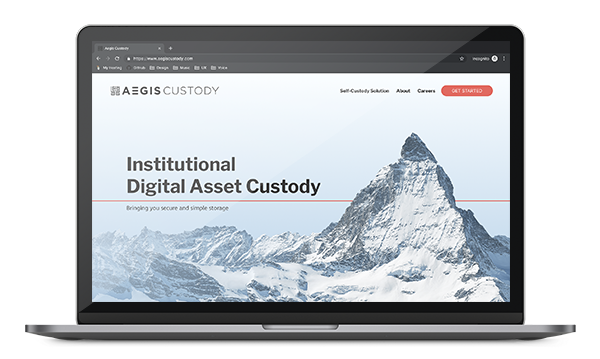 Aegis Custody
https://www.aegiscustody.com
Incognito
My hosting Github Design Music UX Voice
AEGIS CUSTODY
Self-Custody Solution About Careers GET STARTED
Institutional
Digital Asset Custody
Bringing you secure and simple storage